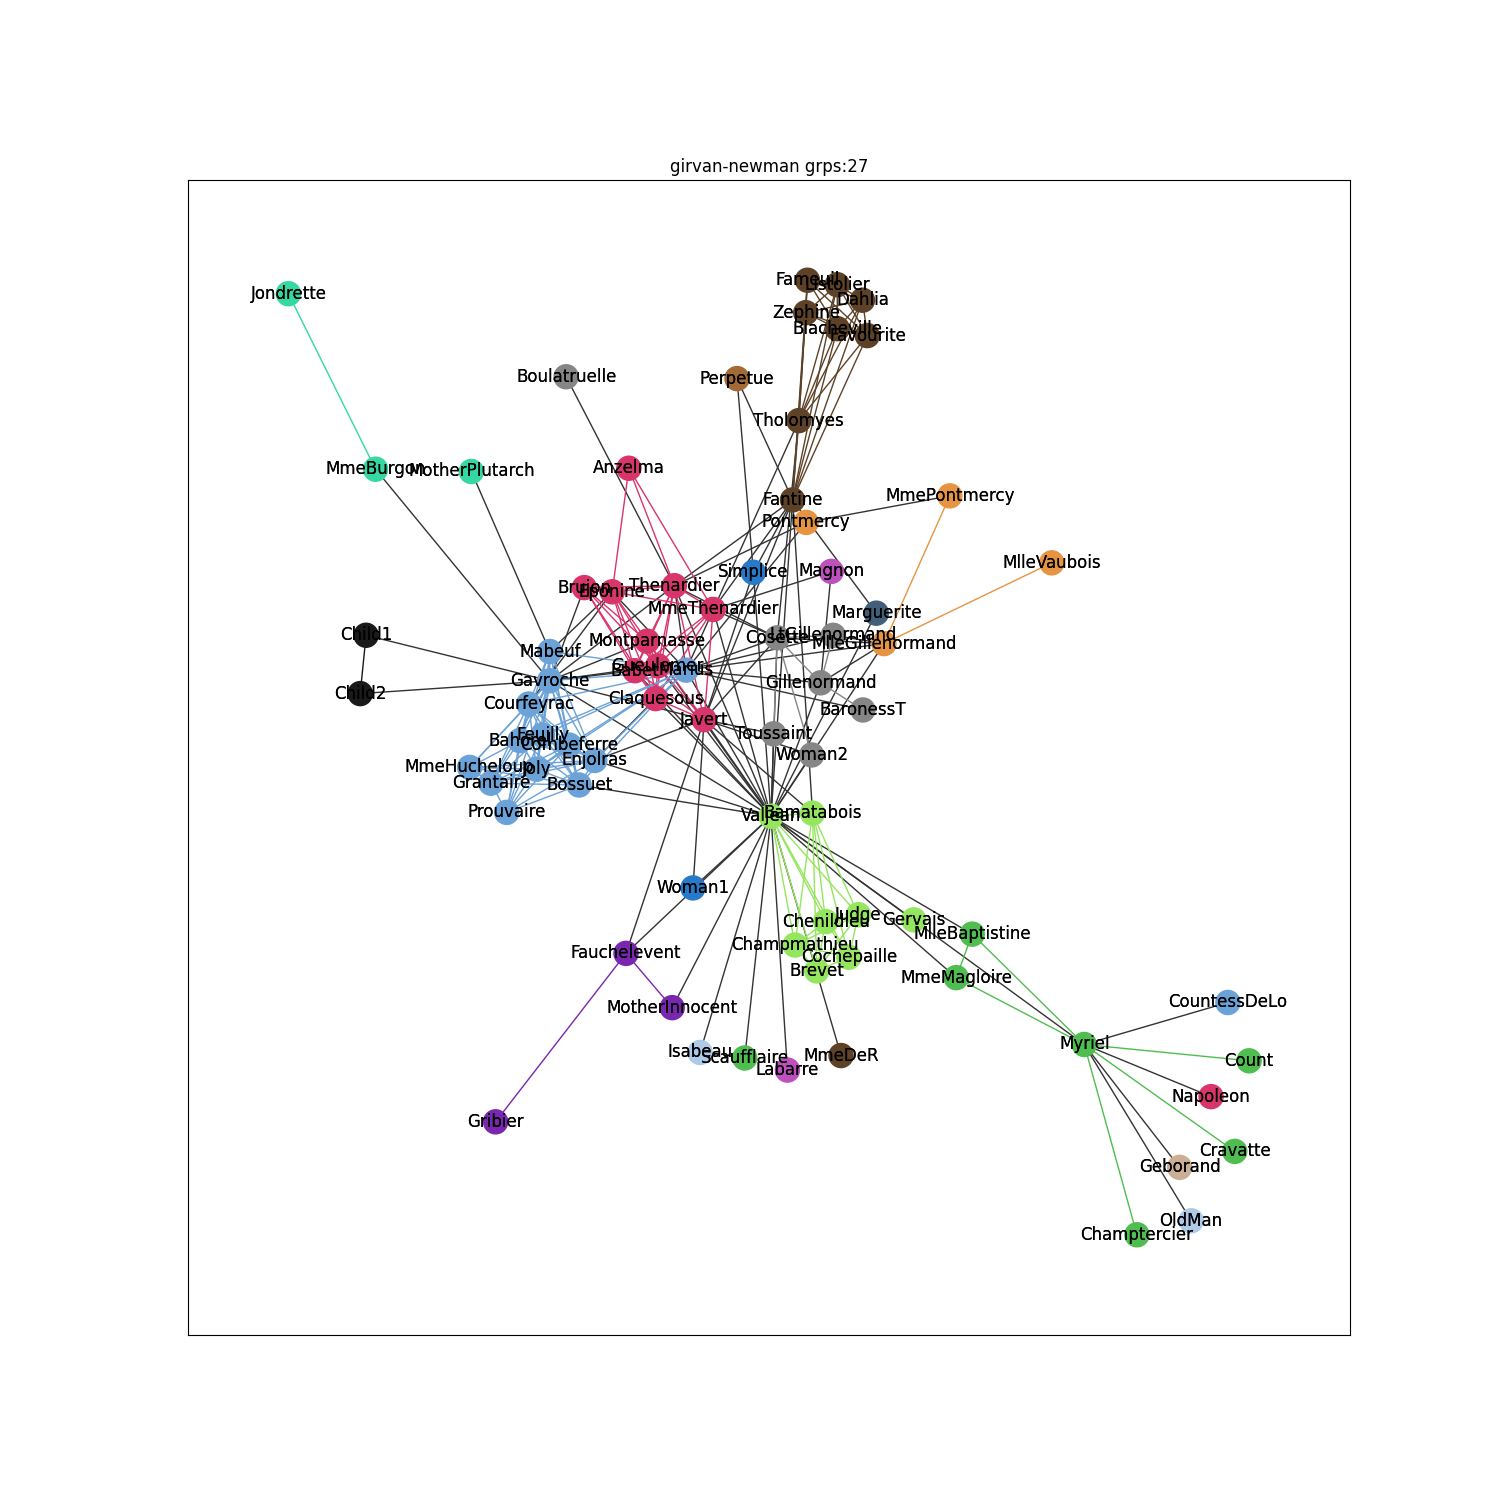 girvan-newman grps:27
Fameuil
Listolier
Jondrette
Dahlia
Zephine
Blacheville
Favourite
Boulatruelle
Perpetue
Tholomyes
MmeBurgon
MotherPlutarch
Anzelma
MmePontmercy
Fantine
Pontmercy
MlleVaubois
Simplice
Magnon
Brujon
Eponine
Thenardier
MmeThenardier
Marguerite
Child1
Montparnasse
Cosette
LtGillenormand
MlleGillenormand
Mabeuf
Gueulemer
Babet
Marius
Gavroche
Gillenormand
Child2
Courfeyrac
Claquesous
BaronessT
Javert
Feuilly
Toussaint
Bahorel
Combeferre
Woman2
Enjolras
MmeHucheloup
Joly
Grantaire
Bossuet
Prouvaire
Valjean
Bamatabois
Woman1
Judge
Chenildieu
Gervais
MlleBaptistine
Champmathieu
Fauchelevent
Cochepaille
Brevet
MmeMagloire
CountessDeLo
MotherInnocent
Myriel
Isabeau
Scaufflaire
MmeDeR
Count
Labarre
Napoleon
Gribier
Cravatte
Geborand
OldMan
Champtercier